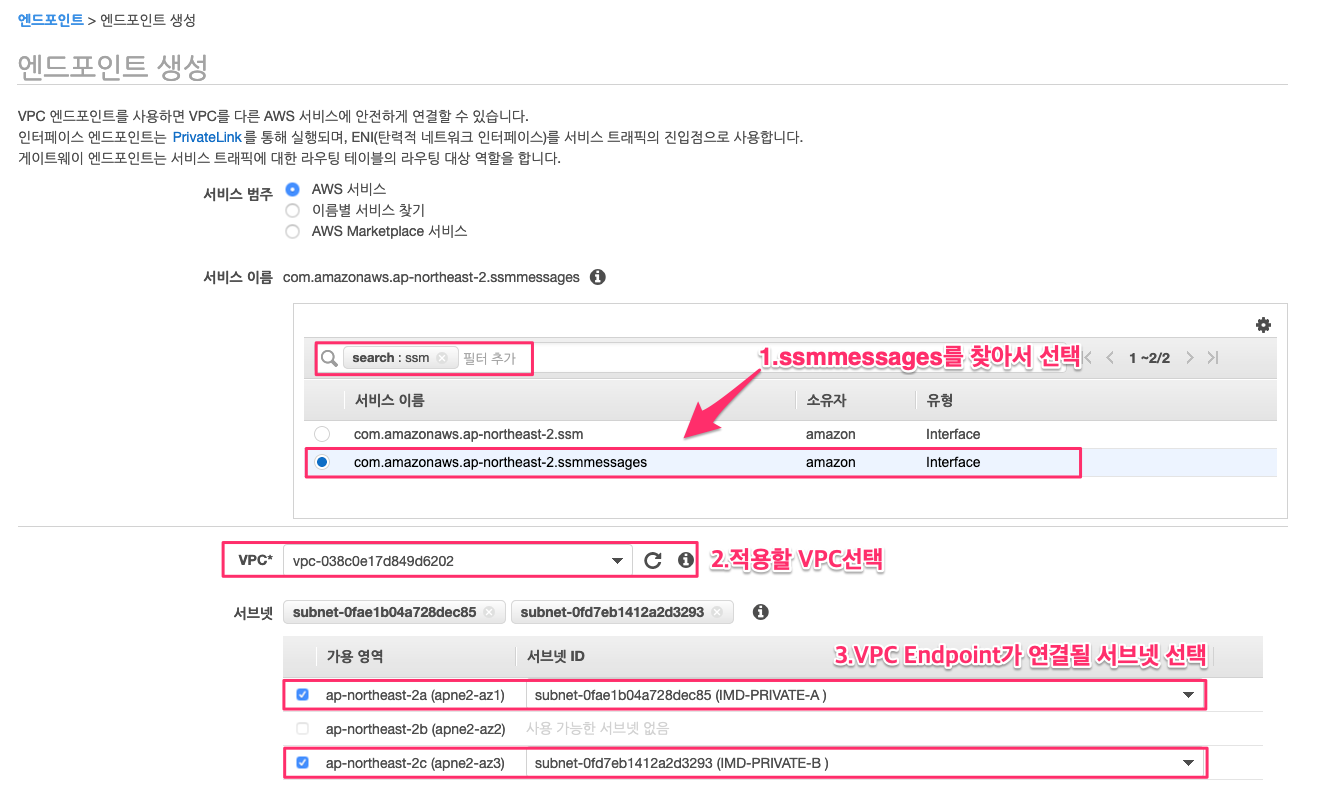 엔드포인트 > 엔드포인트 생성
엔드포인트 생성
VPC 엔드포인트를 사용하면 VPC를 다른 AWS 서비스에 안전하게 연결할 수 있습니다.
인터페이스 엔드포인트는 PrivateLink를 통해 실행되며, ENI(탄력적 네트워크 인터페이스)를 서비스 트래픽의 진입점으로 사용합니다.
게이트웨이 엔드포인트는 서비스 트래픽에 대한 라우팅 테이블의 라우팅 대상 역할을 합니다.
서비스 범주 AWS 서비스
이름별 서비스 찾기
AWS Marketplace 서비스
서비스 이름 com.amazonaws.ap-northeast-2.ssmmessages
search : ssm 필터 추가 1.ssmmessages를 찾아서 선택 1 ~2/2
서비스 이름 소유자 유형
com.amazonaws.ap-northeast-2.ssm amazon Interface
com.amazonaws.ap-northeast-2.ssmmessages amazon Interface
VPC* vpc-038c0e17d849d6202 2.적용할 VPC선택
서브넷 subnet-0fae1b04a728dec85 subnet-0fd7eb1412a2d3293
가용 영역 서브넷 ID 3.VPC Endpoint가 연결될 서브넷 선택
ap-northeast-2a (apne2-az1) subnet-0fae1b04a728dec85 (IMD-PRIVATE-A )
ap-northeast-2b (apne2-az2) 사용 가능한 서브넷 없음
ap-northeast-2c (apne2-az3) subnet-0fd7eb1412a2d3293 (IMD-PRIVATE-B )